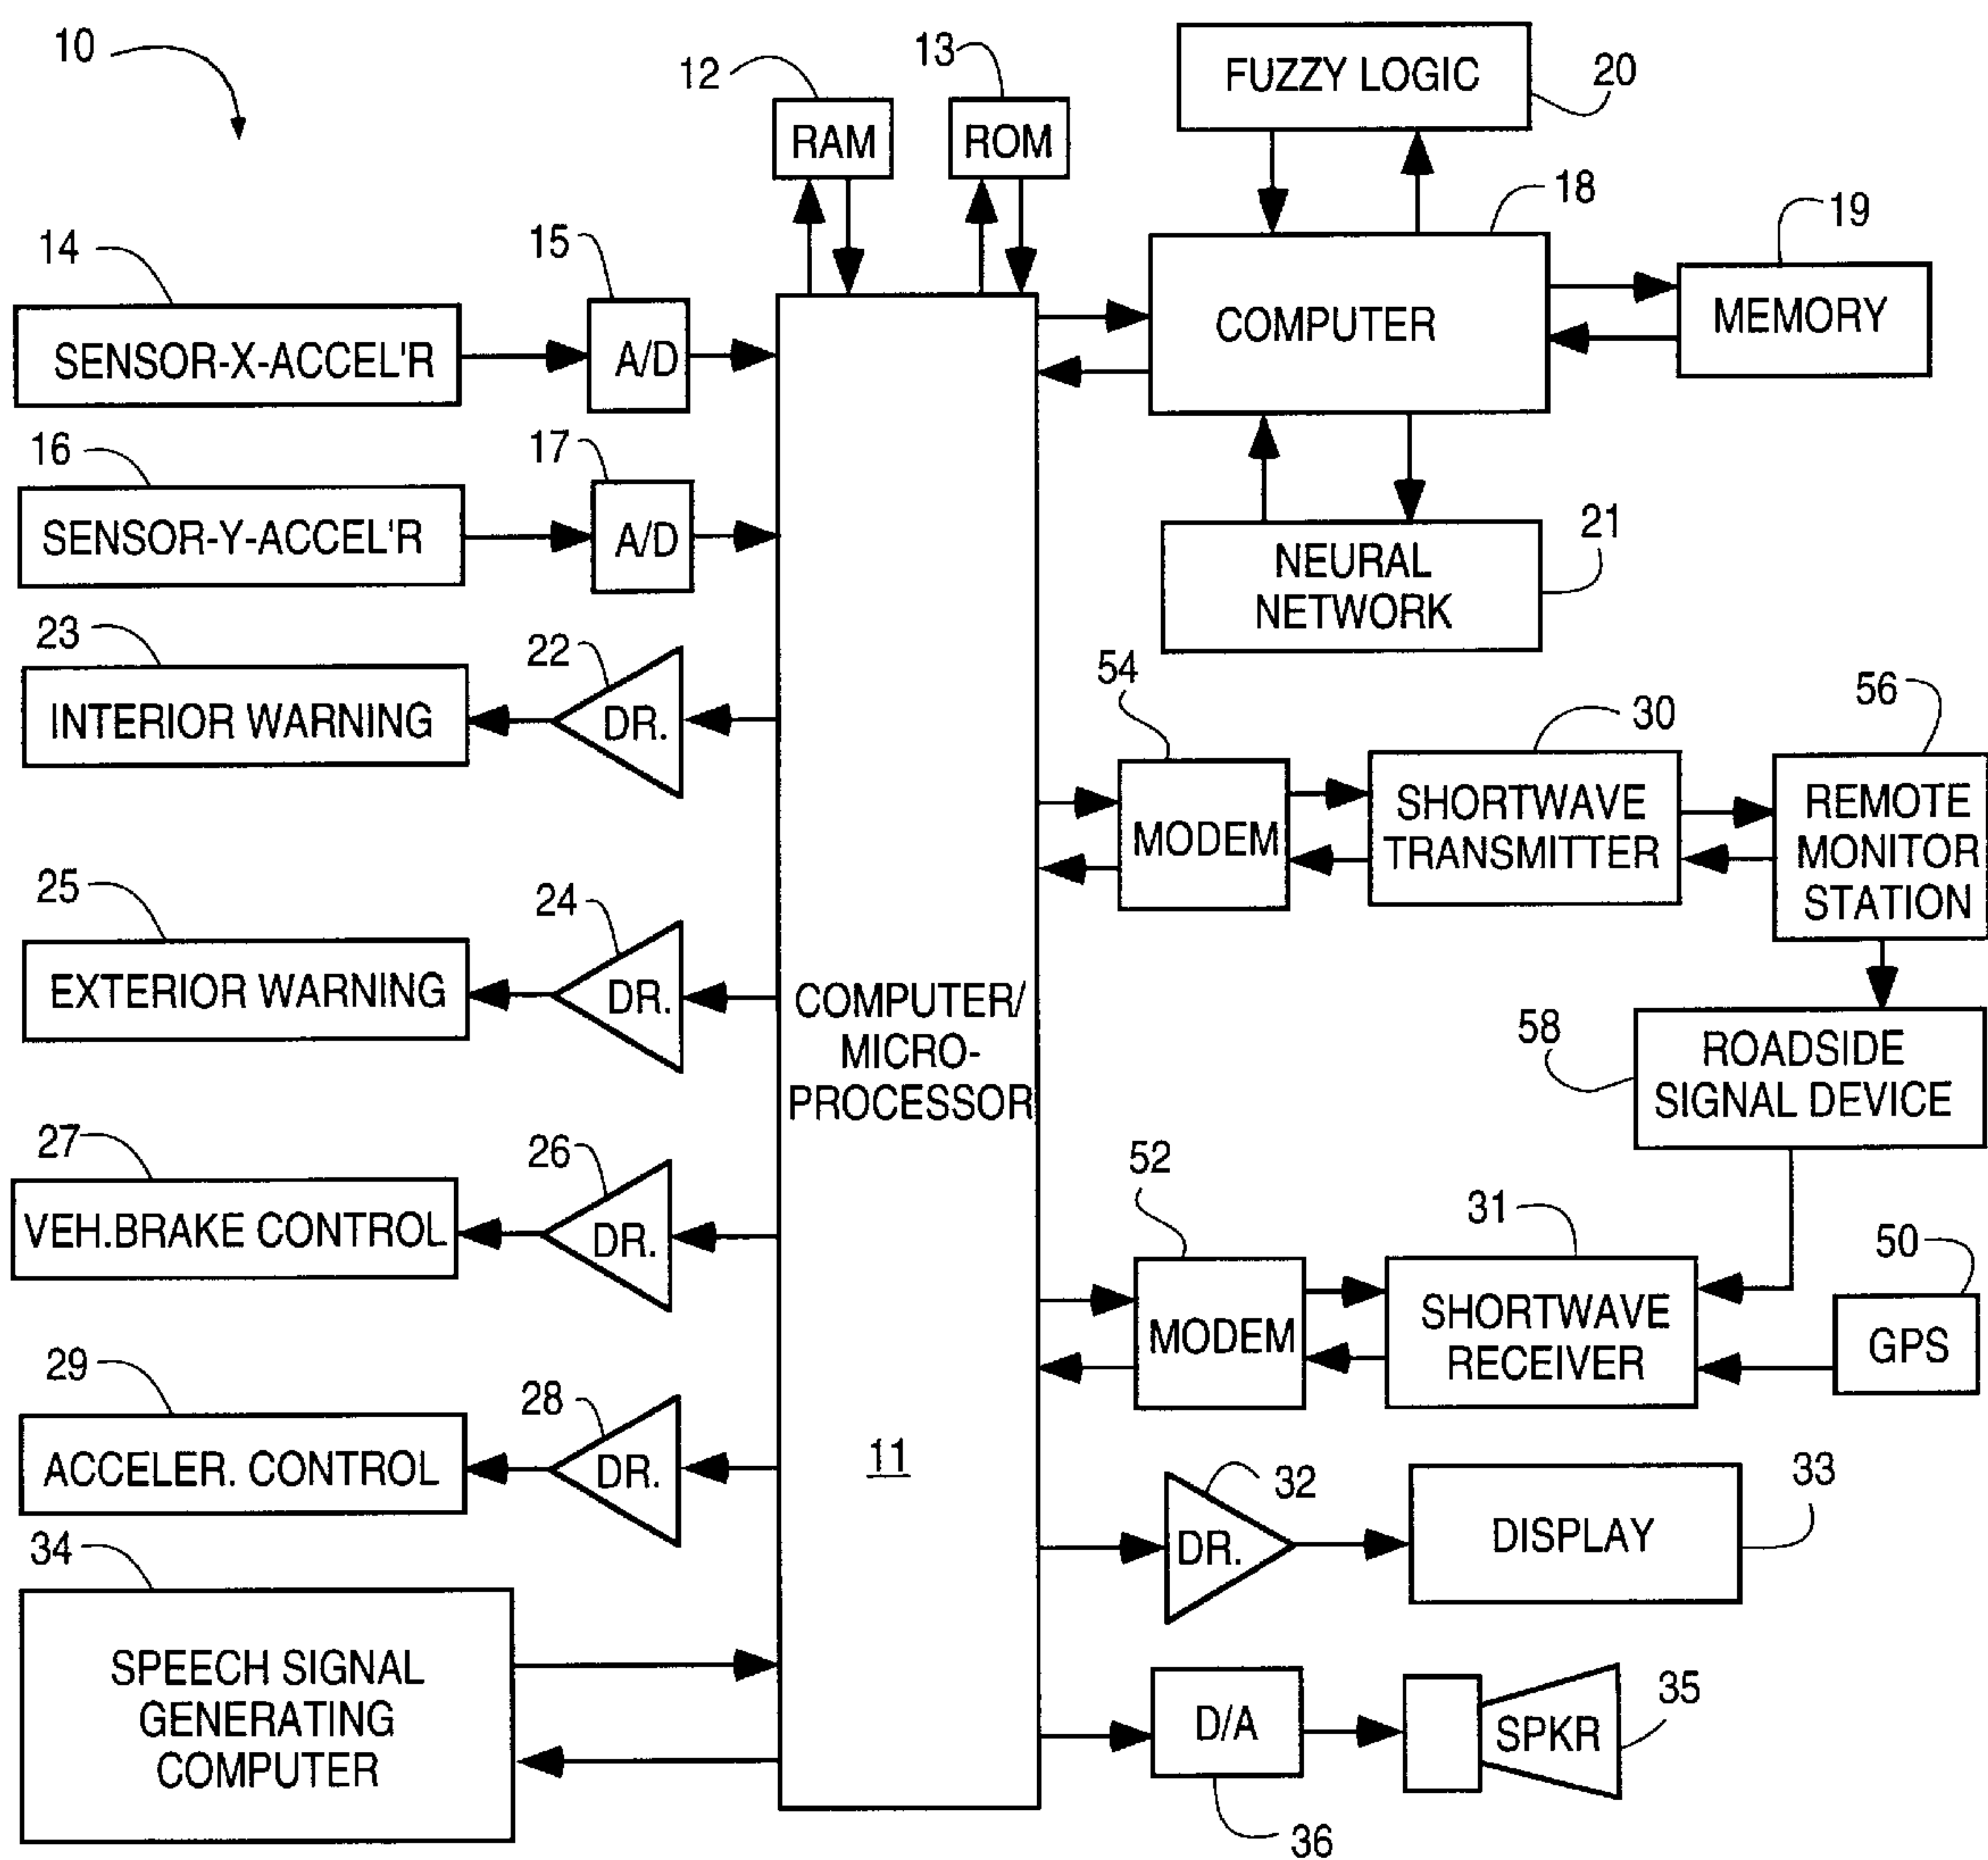 10
12
RAM
13
ROM
FUZZY LOGIC
20
18
COMPUTER
19
MEMORY
14
SENSOR-X-ACCEL'R
15
A/D
16
SENSOR-Y-ACCEL'R
17
A/D
NEURAL
NETWORK
21
23
INTERIOR WARNING
22
DR.
54
MODEM
30
SHORTWAVE
TRANSMITTER
56
REMOTE
MONITOR
STATION
25
EXTERIOR WARNING
24
DR.
COMPUTER/
MICRO-
PROCESSOR
11
58
ROADSIDE
SIGNAL DEVICE
27
VEH.BRAKE CONTROL
26
DR.
52
MODEM
31
SHORTWAVE
RECEIVER
50
GPS
29
ACCELER. CONTROL
28
DR.
32
DR.
DISPLAY
33
34
SPEECH SIGNAL
GENERATING
COMPUTER
D/A
36
SPKR
35